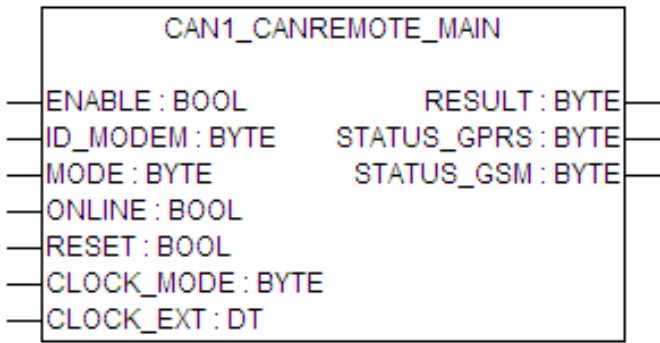 CAN1_CANREMOTE_MAIN
ENABLE : BOOL RESULT : BYTE
ID_MODEM : BYTE STATUS_GPRS : BYTE
MODE : BYTE STATUS_GSM : BYTE
ONLINE : BOOL
RESET : BOOL
CLOCK_MODE : BYTE
CLOCK_EXT : DT